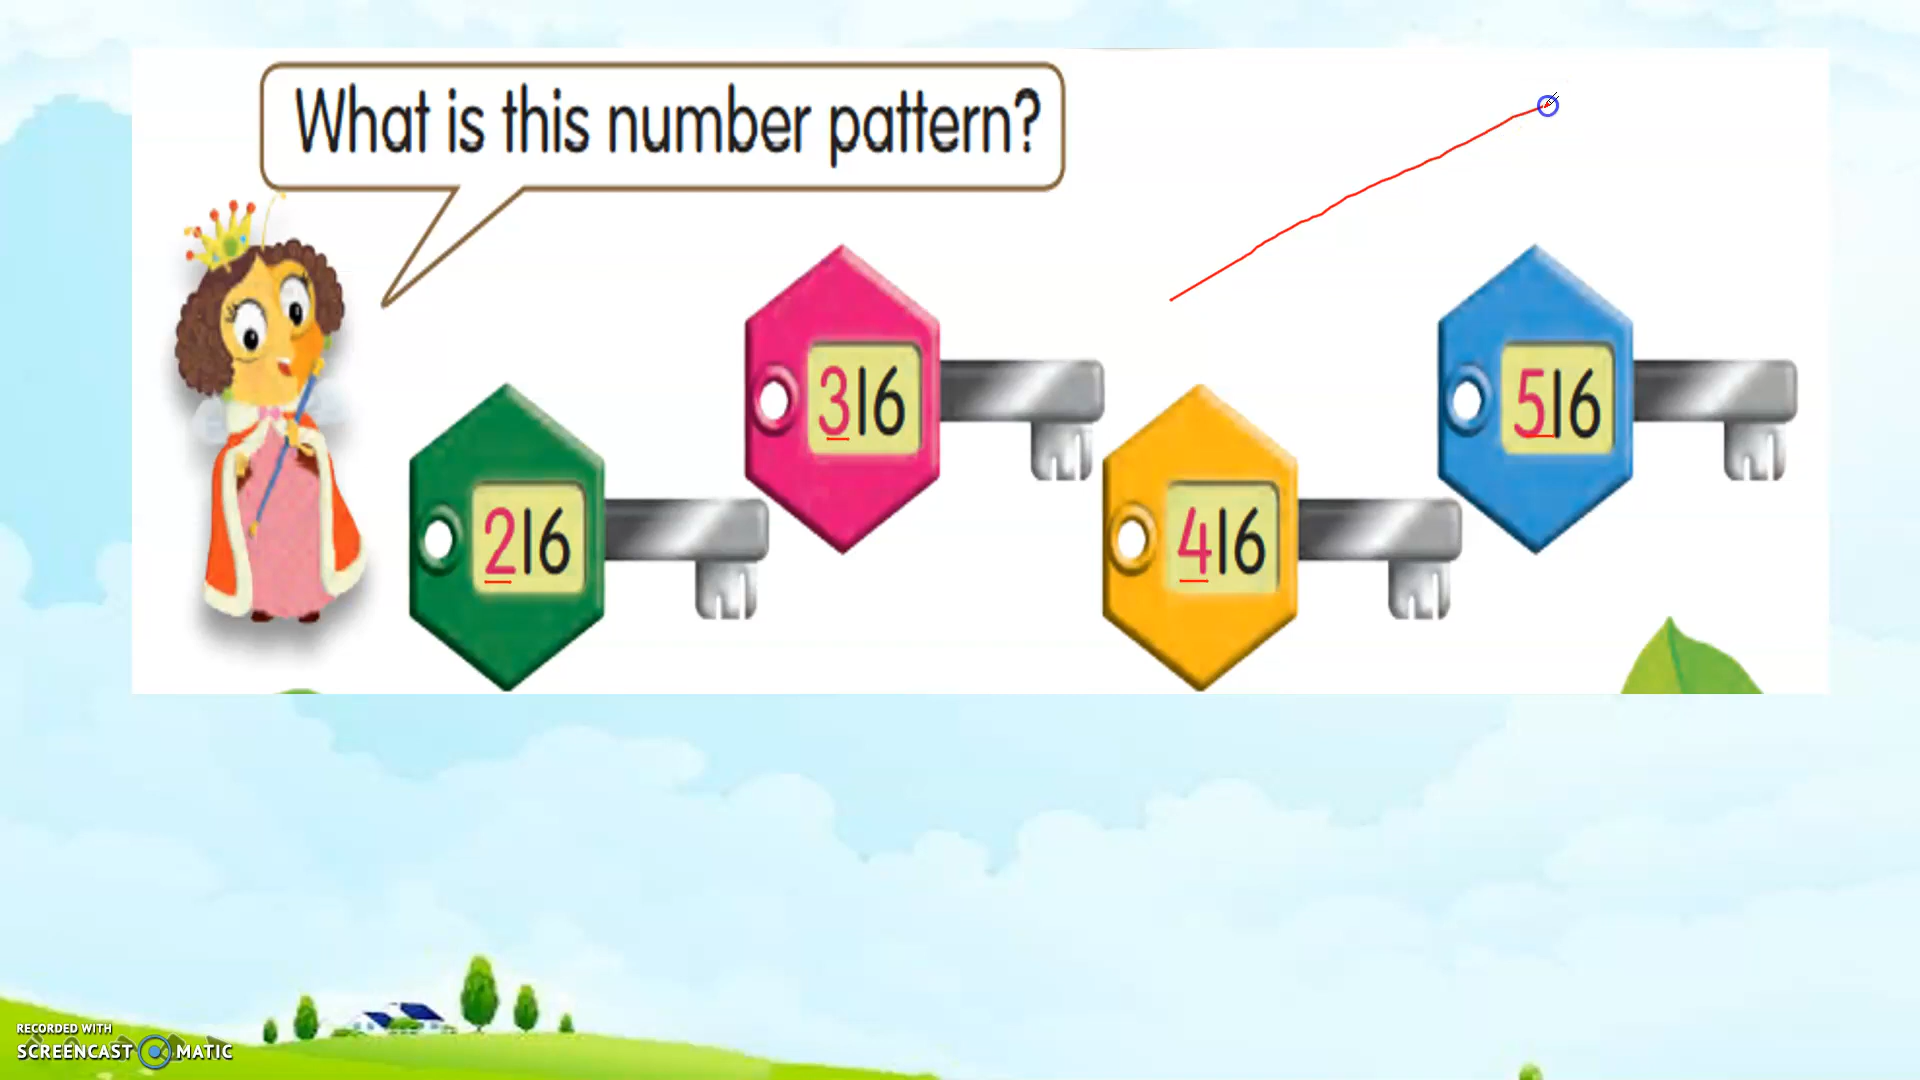 What is this number pattern?
216
316
416
516
RECORDED WITH
SCREENCAST MATIC